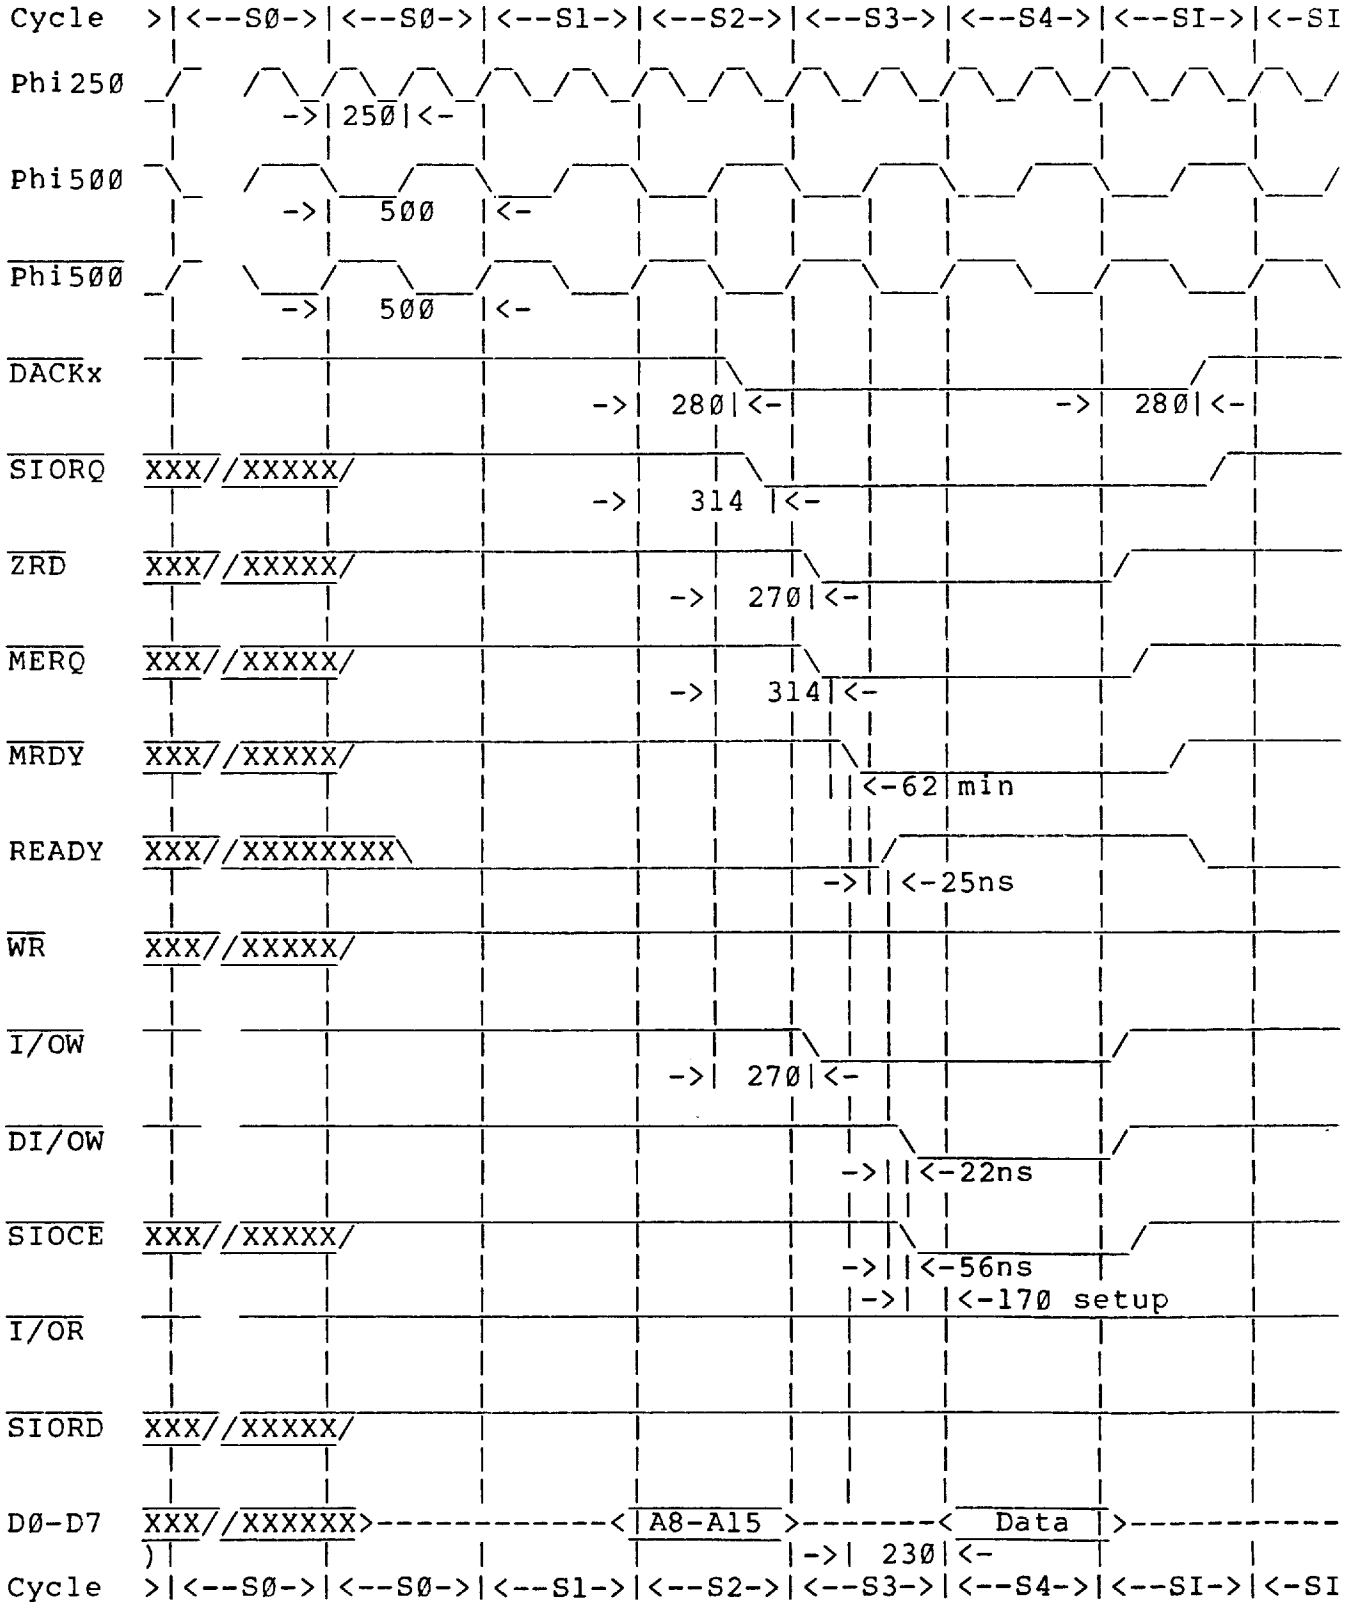 Cycle >|<--SØ->|<--SØ->|<--S1->|<--S2->|<--S3->|<--S4->|<--SI->|<-SI
Phi25Ø
->|25Ø|<-
Phi5ØØ
->| 5ØØ |<-
Phi5ØØ
->| 5ØØ |<-
DACKx
->| 28Ø|<- ->| 28Ø|<-
SIORQ XXX//XXXXX/
->| 314 |<-
ZRD XXX//XXXXX/
->| 27Ø|<-
MERQ XXX//XXXXX/
->| 314|<-
MRDY XXX//XXXXX/
|<-62 min
READY XXX//XXXXXXXX\
->| |<-25ns
WR XXX//XXXXX/
I/OW
->| 27Ø|<-
DI/OW
->| |<-22ns
SIOCE XXX//XXXXX/
->| |<-56ns
|->| |<-17Ø setup
I/OR
SIORD XXX//XXXXX/
DØ-D7 XXX//XXXXXX>------------<|A8-A15 >-------< Data |>-----------
) |->| 23Ø|<-
Cycle >|<--SØ->|<--SØ->|<--S1->|<--S2->|<--S3->|<--S4->|<--SI->|<-SI